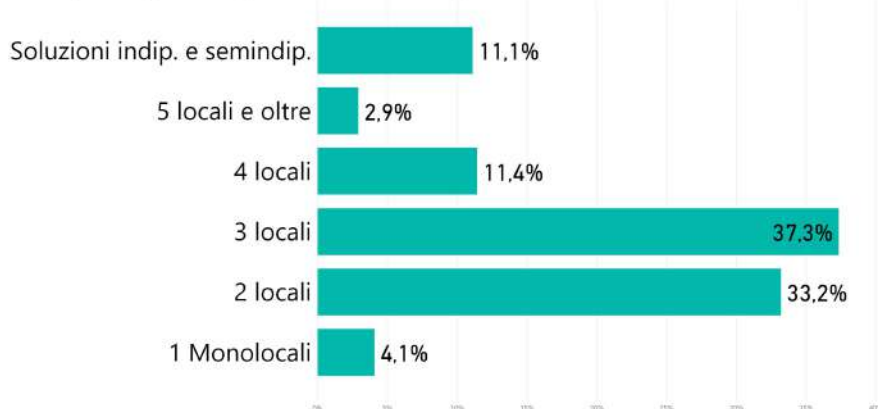 Soluzioni indip. e semindip. 11,1%
5 locali e oltre 2,9%
4 locali 11,4%
3 locali 37,3%
2 locali 33,2%
1 Monolocali 4,1%